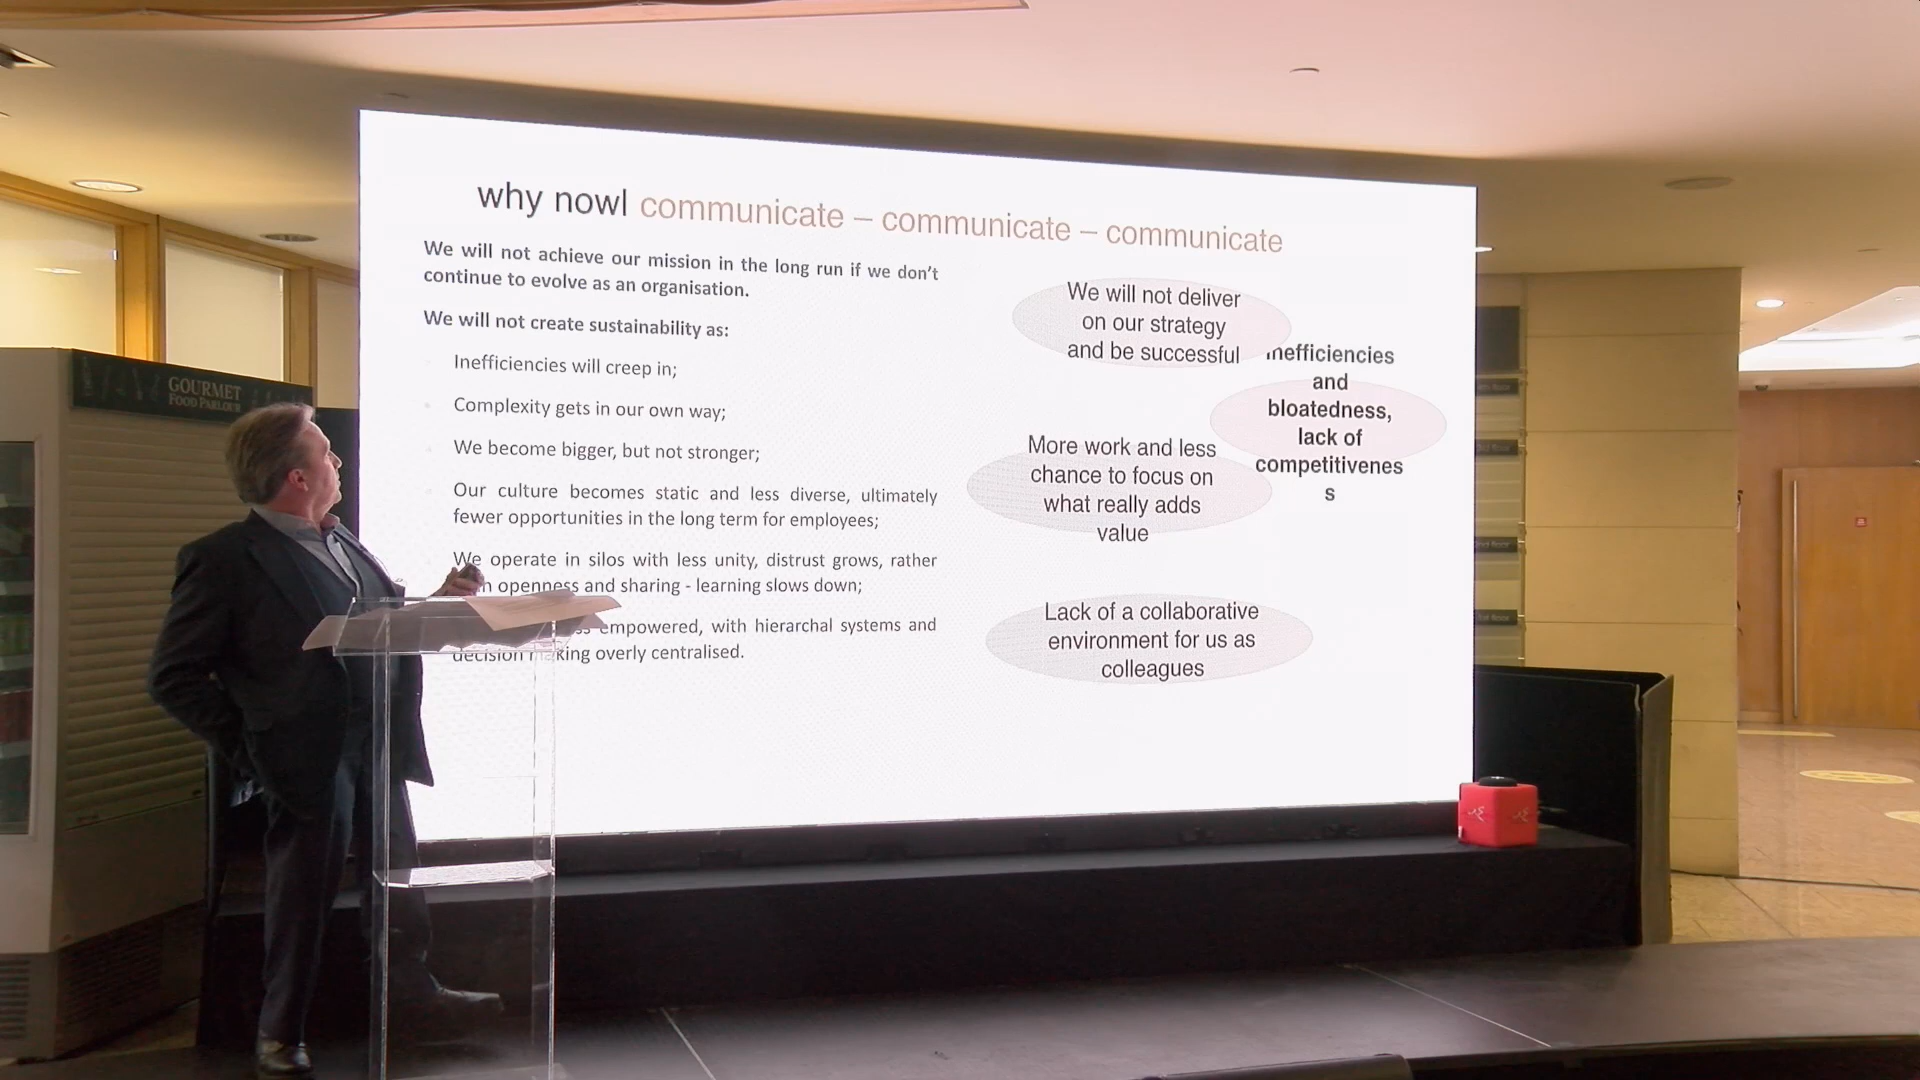 why nowl communicate – communicate – communicate
We will not achieve our mission in the long run if we don't
continue to evolve as an organisation.
We will not create sustainability as:
Inefficiencies will creep in;
Complexity gets in our own way;
We become bigger, but not stronger;
Our culture becomes static and less diverse, ultimately
fewer opportunities in the long term for employees;
We operate in silos with less unity, distrust grows, rather
openness and sharing - learning slows down;
empowered, with hierarchal systems and
decision making overly centralised.
We will not deliver
on our strategy
and be successful
Inefficiencies
and
bloatedness,
lack of
competitivenes
s
More work and less
chance to focus on
what really adds
value
Lack of a collaborative
environment for us as
colleagues
GOURMET
FOOD PARLOUR